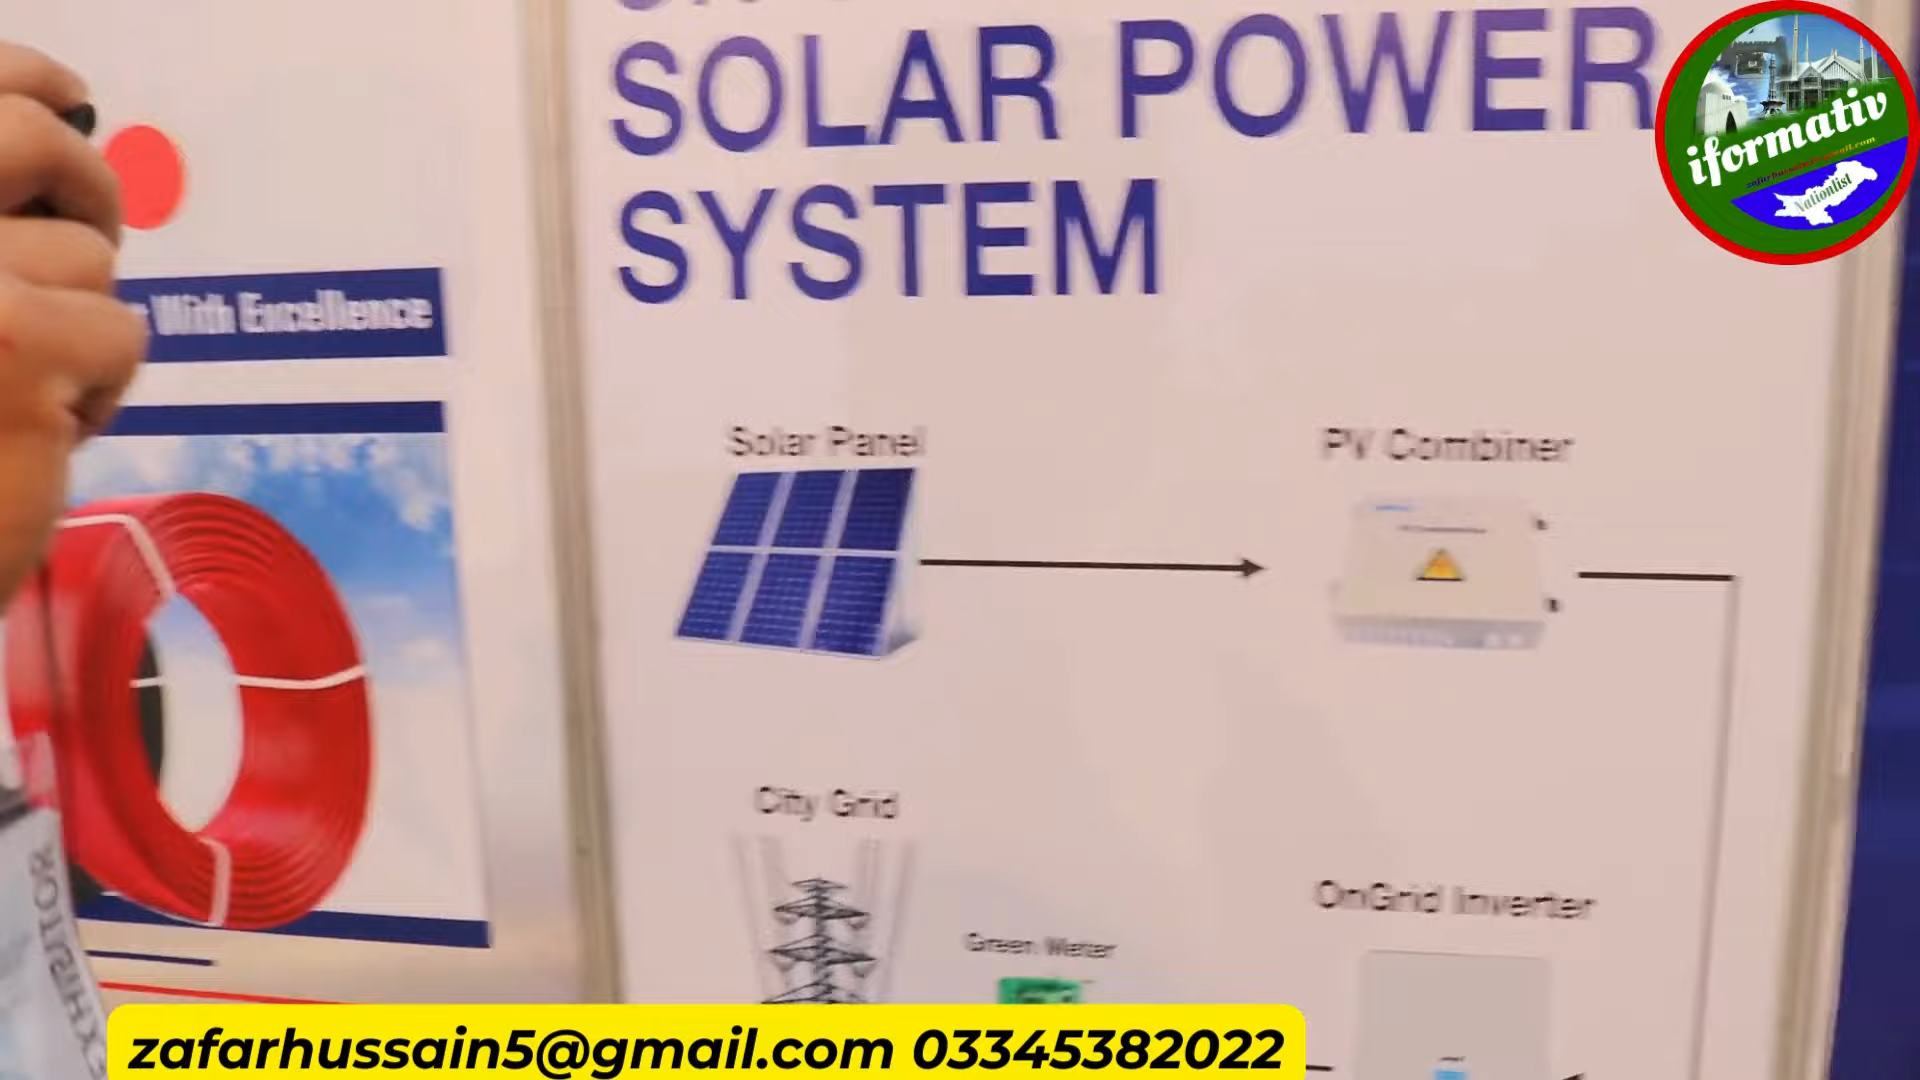 SOLAR POWER
SYSTEM
With Excellence
Solar Panel
PV Combiner
City Grid
OnGrid Inverter
Green Meter
EXHIBITOR
iformativ
Nationlist
zafarhussain5@gmail.com 03345382022